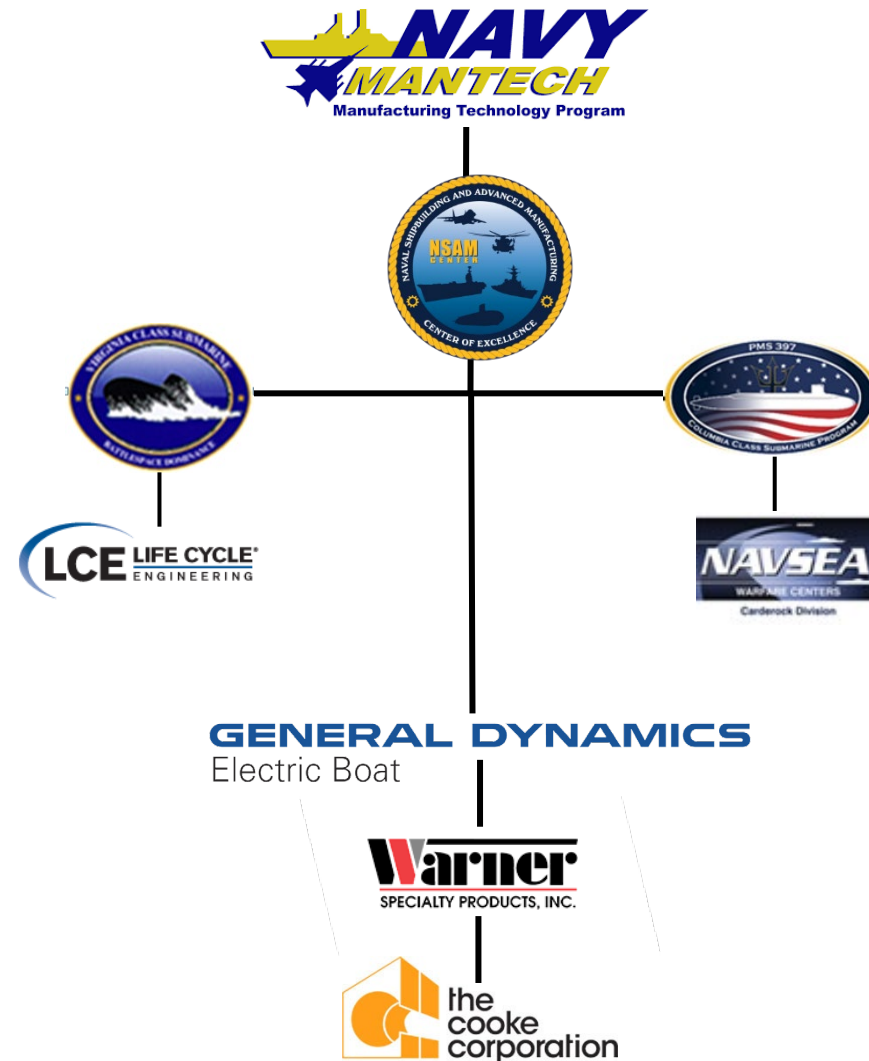 NAVY
MANTECH
Manufacturing Technology Program
NAVAL SHIPBUILDING AND ADVANCED MANUFACTURING
NSAM
CENTER
CENTER OF EXCELLENCE
VIRGINIA CLASS SUBMARINE
BATTLESPACE DOMINANCE
PMS 397
COLUMBIA CLASS SUBMARINE PROGRAM
LCE LIFE CYCLE®
ENGINEERING
NAVSEA
WARFARE CENTERS
Carderock Division
GENERAL DYNAMICS
Electric Boat
Warner
SPECIALTY PRODUCTS, INC.
the
cooke
corporation